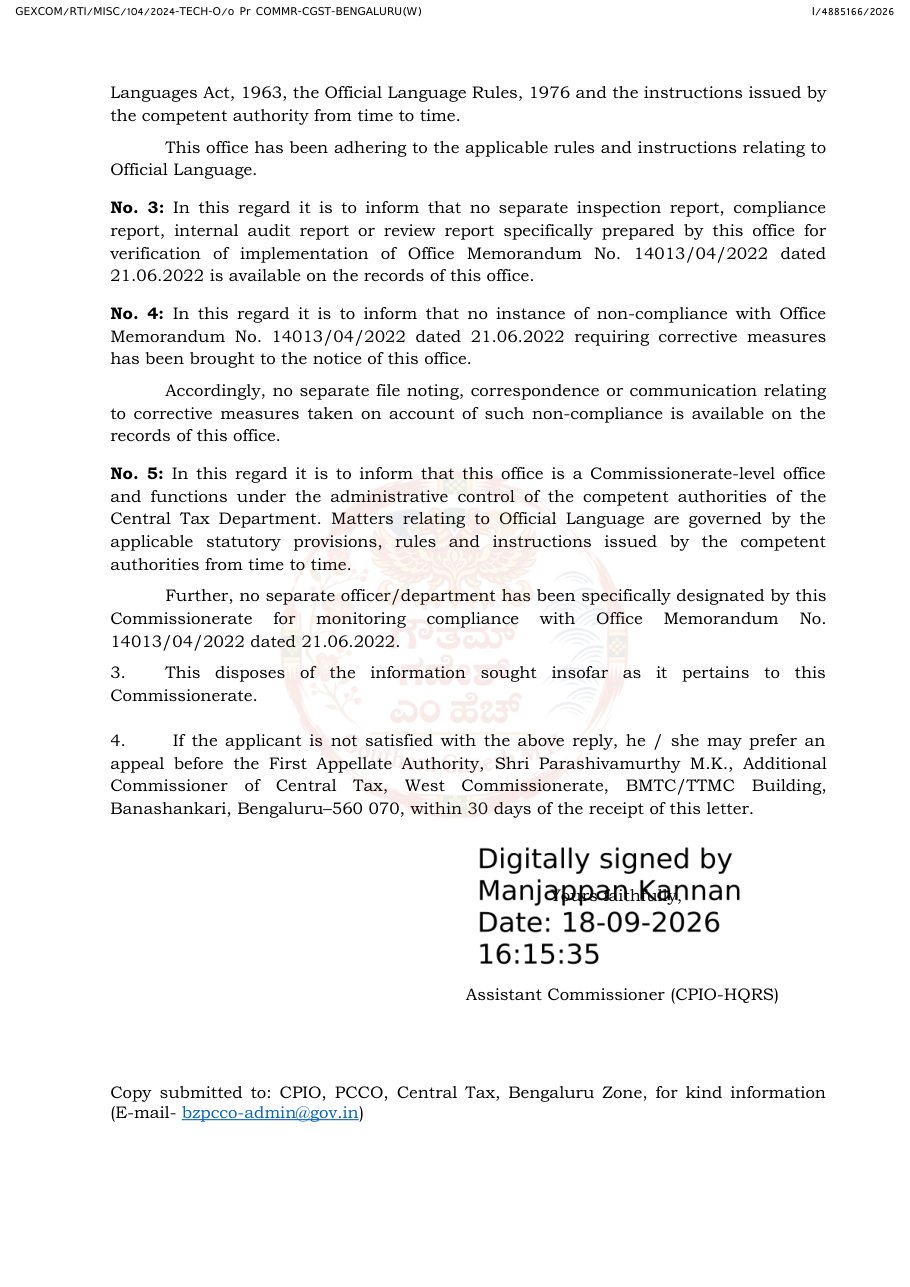 GEXCOM/RTI/MISC/104/2024-TECH-O/o Pr COMMR-CGST-BENGALURU(W)
I/4885166/2026
Languages Act, 1963, the Official Language Rules, 1976 and the instructions issued by
the competent authority from time to time.
This office has been adhering to the applicable rules and instructions relating to
Official Language.
No. 3: In this regard it is to inform that no separate inspection report, compliance
report, internal audit report or review report specifically prepared by this office for
verification of implementation of Office Memorandum No. 14013/04/2022 dated
21.06.2022 is available on the records of this office.
No. 4: In this regard it is to inform that no instance of non-compliance with Office
Memorandum No. 14013/04/2022 dated 21.06.2022 requiring corrective measures
has been brought to the notice of this office.
Accordingly, no separate file noting, correspondence or communication relating
to corrective measures taken on account of such non-compliance is available on the
records of this office.
No. 5: In this regard it is to inform that this office is a Commissionerate-level office
and functions under the administrative control of the competent authorities of the
Central Tax Department. Matters relating to Official Language are governed by the
applicable statutory provisions, rules and instructions issued by the competent
authorities from time to time.
Further, no separate officer/department has been specifically designated by this
Commissionerate for monitoring compliance with Office Memorandum No.
14013/04/2022 dated 21.06.2022.
ಗೌತಮ್
ಗಣೇಶ್
ಎಂ ಹೆಚ್
3. This disposes of the information sought insofar as it pertains to this
Commissionerate.
4. If the applicant is not satisfied with the above reply, he / she may prefer an
appeal before the First Appellate Authority, Shri Parashivamurthy M.K., Additional
Commissioner of Central Tax, West Commissionerate, BMTC/TTMC Building,
Banashankari, Bengaluru–560 070, within 30 days of the receipt of this letter.
Digitally signed by
Manjappan Kannan
Yours faithfully,
Date: 18-09-2026
16:15:35
Assistant Commissioner (CPIO-HQRS)
Copy submitted to: CPIO, PCCO, Central Tax, Bengaluru Zone, for kind information
(E-mail- bzpcco-admin@gov.in)